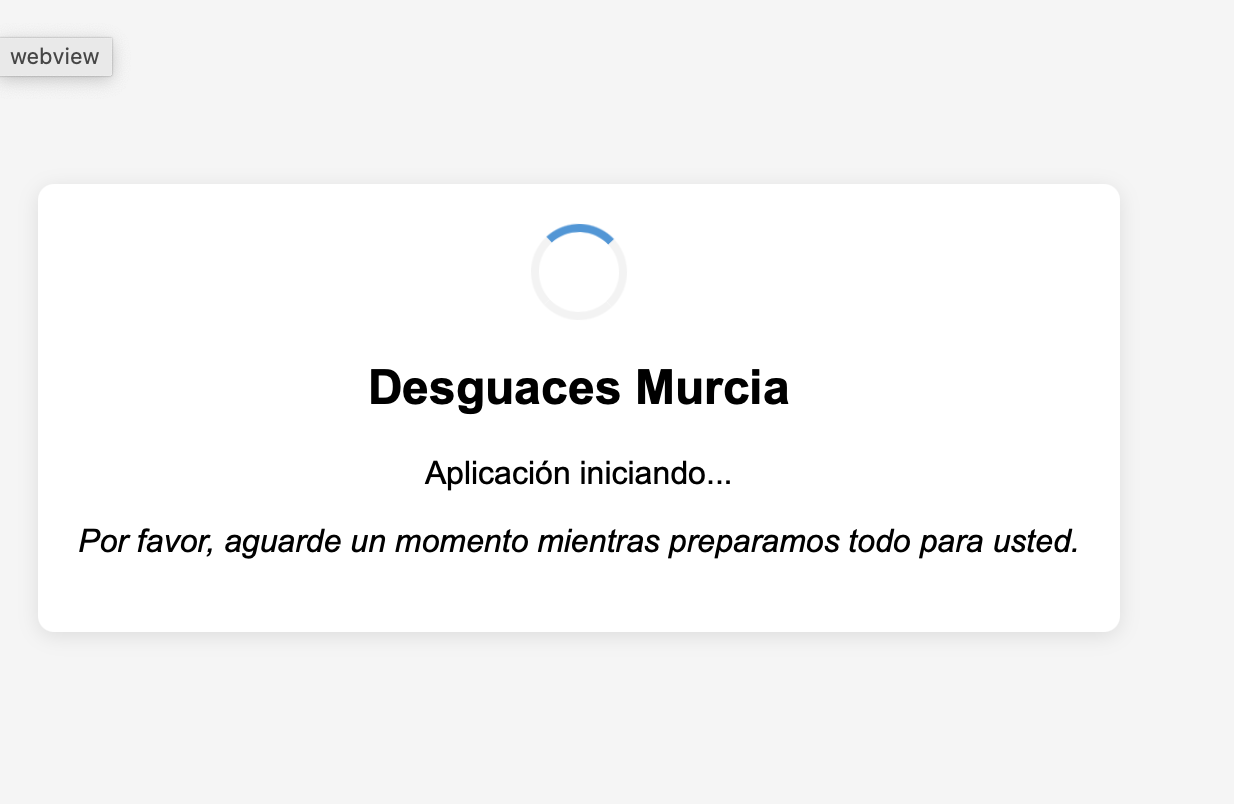 webview
Desguaces Murcia
Aplicación iniciando...
Por favor, aguarde un momento mientras preparamos todo para usted.